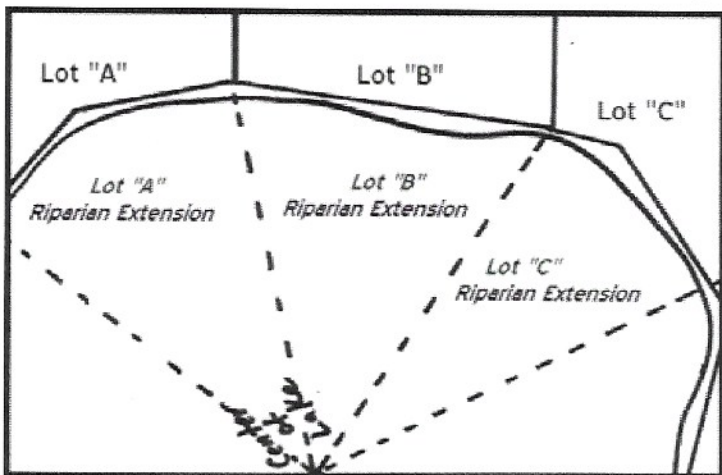 Lot "A"
Lot "B"
Lot "C"
Lot "A"
Riparian Extension
Lot "B"
Riparian Extension
Lot "C"
Riparian Extension
Center
of
Lake